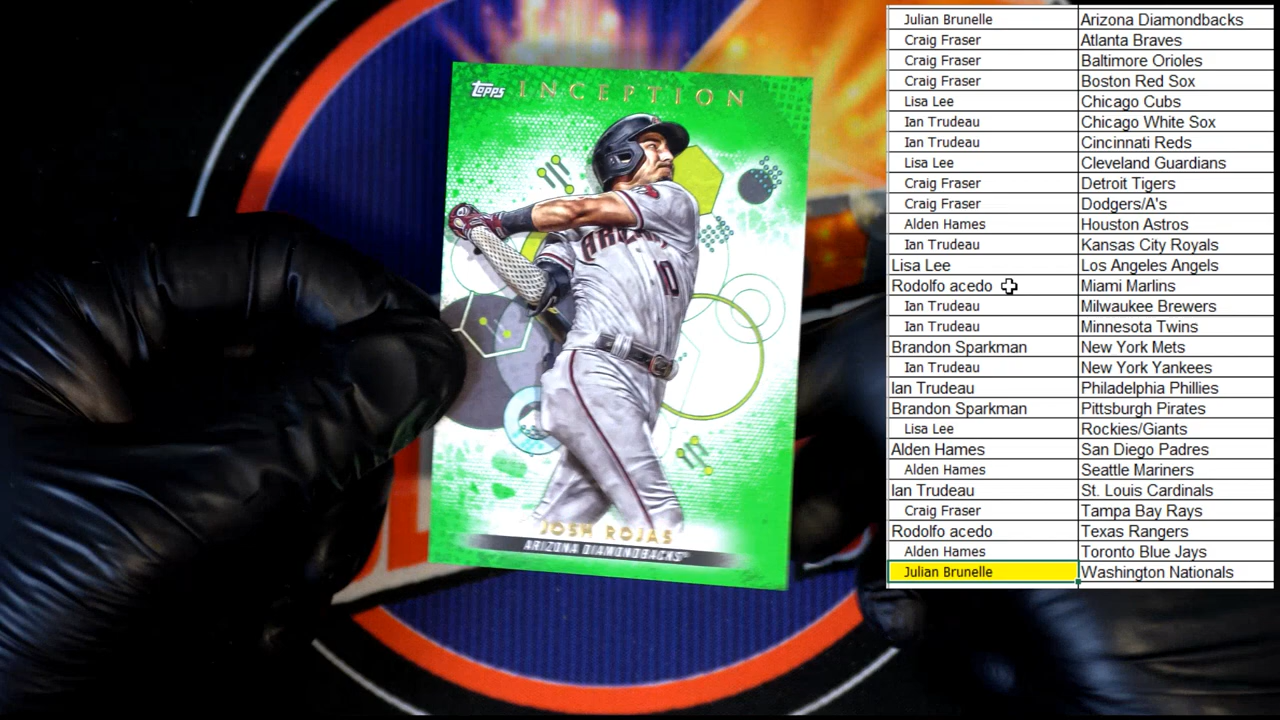 Topps INCEPTION
ARIZONA
10
JOSH ROJAS
ARIZONA DIAMONDBACKS
Julian Brunelle Arizona Diamondbacks
Craig Fraser Atlanta Braves
Craig Fraser Baltimore Orioles
Craig Fraser Boston Red Sox
Lisa Lee Chicago Cubs
Ian Trudeau Chicago White Sox
Ian Trudeau Cincinnati Reds
Lisa Lee Cleveland Guardians
Craig Fraser Detroit Tigers
Craig Fraser Dodgers/A's
Alden Hames Houston Astros
Ian Trudeau Kansas City Royals
Lisa Lee Los Angeles Angels
Rodolfo acedo Miami Marlins
Ian Trudeau Milwaukee Brewers
Ian Trudeau Minnesota Twins
Brandon Sparkman New York Mets
Ian Trudeau New York Yankees
Ian Trudeau Philadelphia Phillies
Brandon Sparkman Pittsburgh Pirates
Lisa Lee Rockies/Giants
Alden Hames San Diego Padres
Alden Hames Seattle Mariners
Ian Trudeau St. Louis Cardinals
Craig Fraser Tampa Bay Rays
Rodolfo acedo Texas Rangers
Alden Hames Toronto Blue Jays
Julian Brunelle Washington Nationals